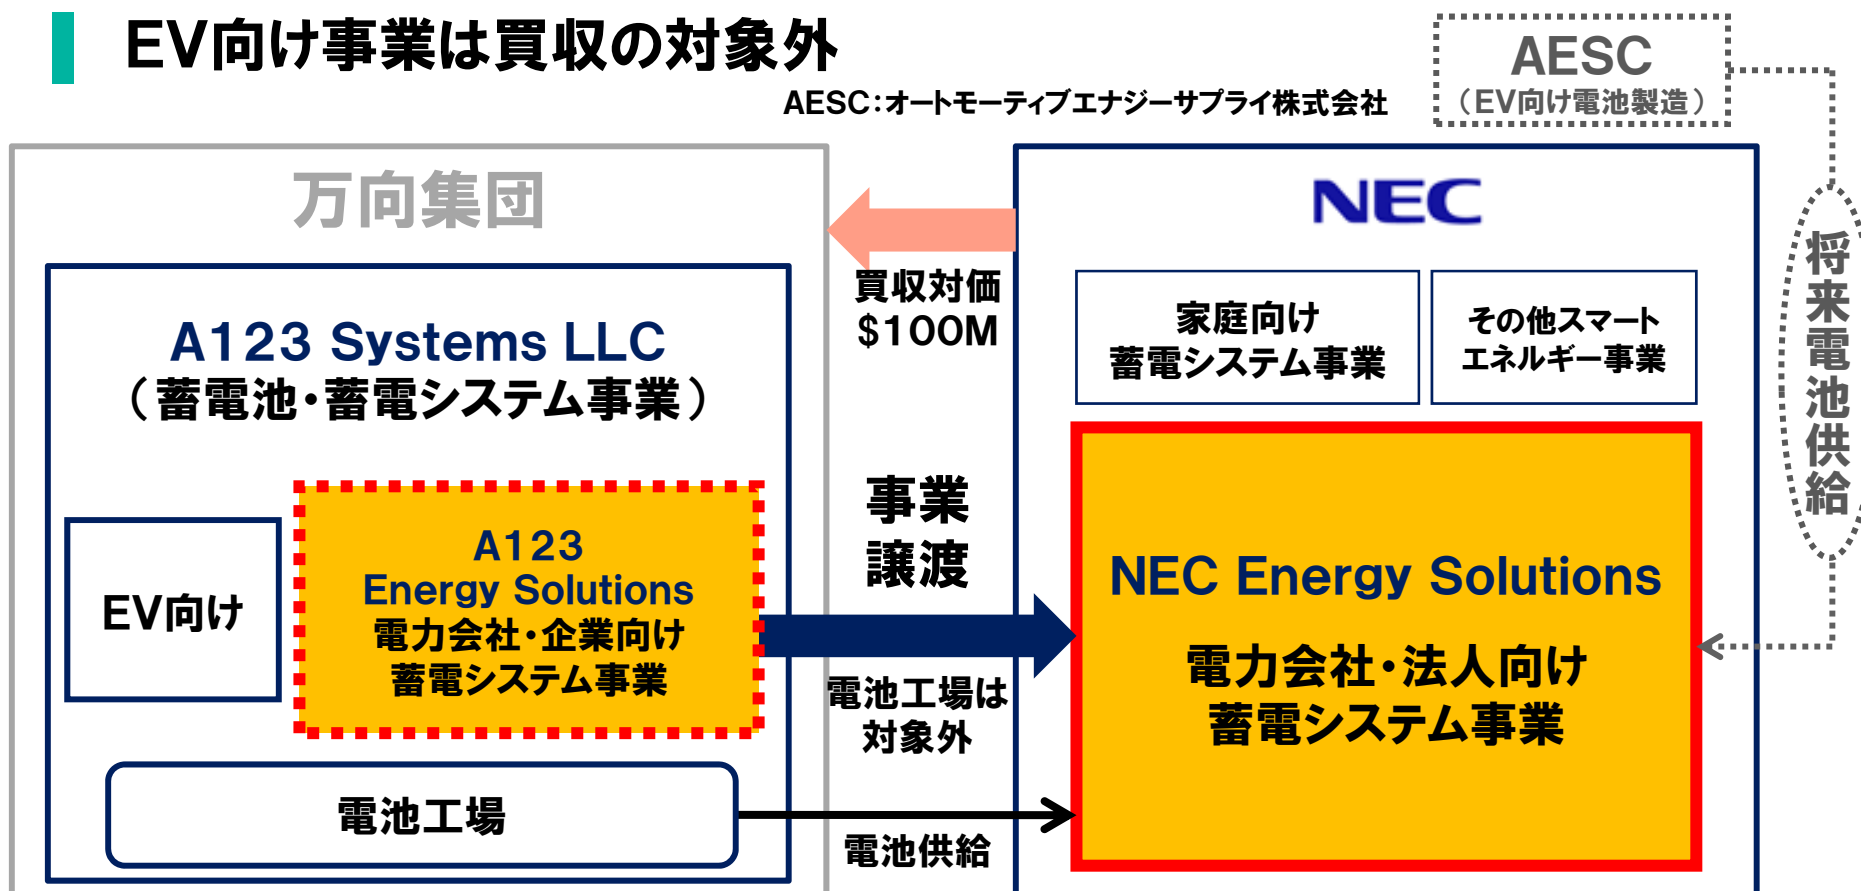 EV向け事業は買収の対象外
AESC:オートモーティブエナジーサプライ株式会社
AESC
(EV向け電池製造)
万向集団
A123 Systems LLC
(蓄電池・蓄電システム事業)
EV向け
A123
Energy Solutions
電力会社・企業向け
蓄電システム事業
電池工場
買収対価
$100M
事業
譲渡
電池工場は
対象外
電池供給
NEC
家庭向け
蓄電システム事業
その他スマート
エネルギー事業
NEC Energy Solutions
電力会社・法人向け
蓄電システム事業
将来電池供給